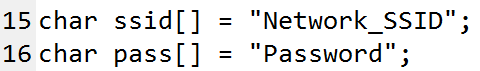 15 char ssid[] = "Network_SSID";
16 char pass[] = "Password";